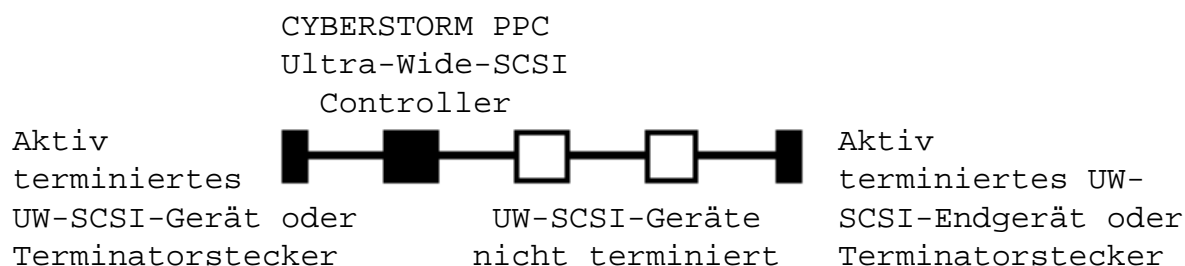 CYBERSTORM PPC
Ultra-Wide-SCSI
Controller
Aktiv
terminiertes
UW-SCSI-Gerät oder
Terminatorstecker
UW-SCSI-Geräte
nicht terminiert
Aktiv
terminiertes UW-
SCSI-Endgerät oder
Terminatorstecker